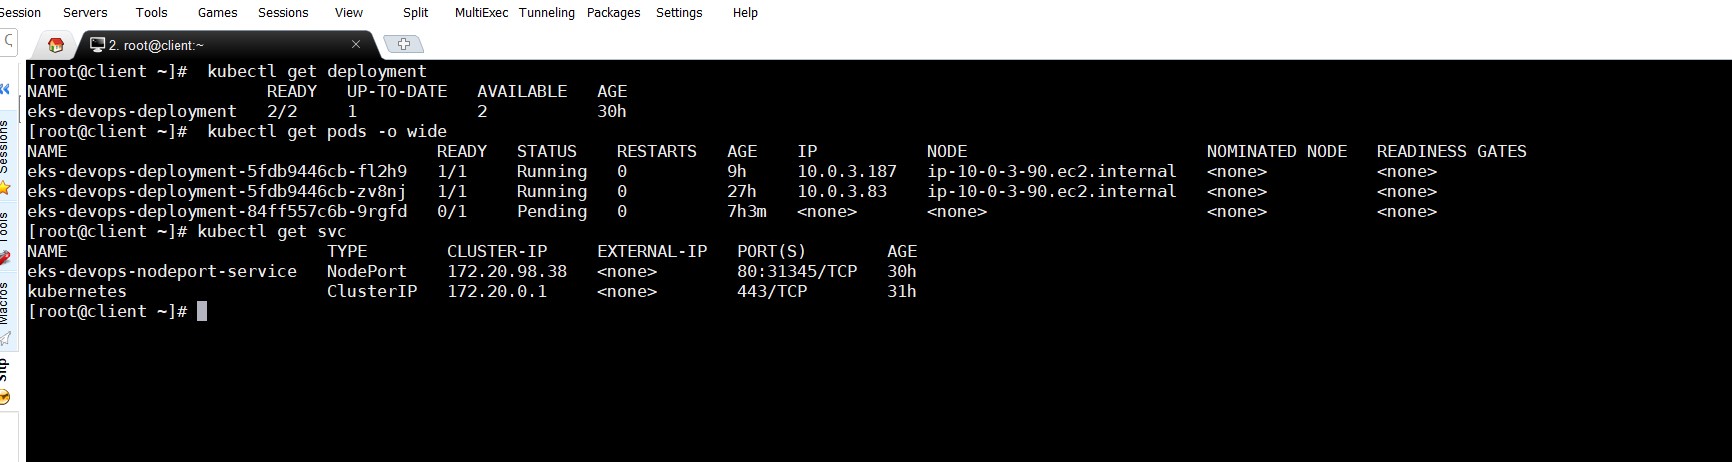 Session Servers Tools Games Sessions View Split MultiExec Tunneling Packages Settings Help
2. root@client:~
[root@client ~]#  kubectl get deployment
NAME                    READY   UP-TO-DATE   AVAILABLE   AGE
eks-devops-deployment   2/2     1            2           30h
[root@client ~]#  kubectl get pods -o wide
NAME                                     READY   STATUS    RESTARTS   AGE    IP           NODE                        NOMINATED NODE   READINESS GATES
eks-devops-deployment-5fdb9446cb-fl2h9   1/1     Running   0          9h     10.0.3.187   ip-10-0-3-90.ec2.internal   <none>           <none>
eks-devops-deployment-5fdb9446cb-zv8nj   1/1     Running   0          27h    10.0.3.83    ip-10-0-3-90.ec2.internal   <none>           <none>
eks-devops-deployment-84ff557c6b-9rgfd   0/1     Pending   0          7h3m   <none>       <none>                      <none>           <none>
[root@client ~]# kubectl get svc
NAME                          TYPE        CLUSTER-IP     EXTERNAL-IP   PORT(S)        AGE
eks-devops-nodeport-service   NodePort    172.20.98.38   <none>        80:31345/TCP   30h
kubernetes                    ClusterIP   172.20.0.1     <none>        443/TCP        31h
[root@client ~]#
Sessions
Tools
Macros
Sftp